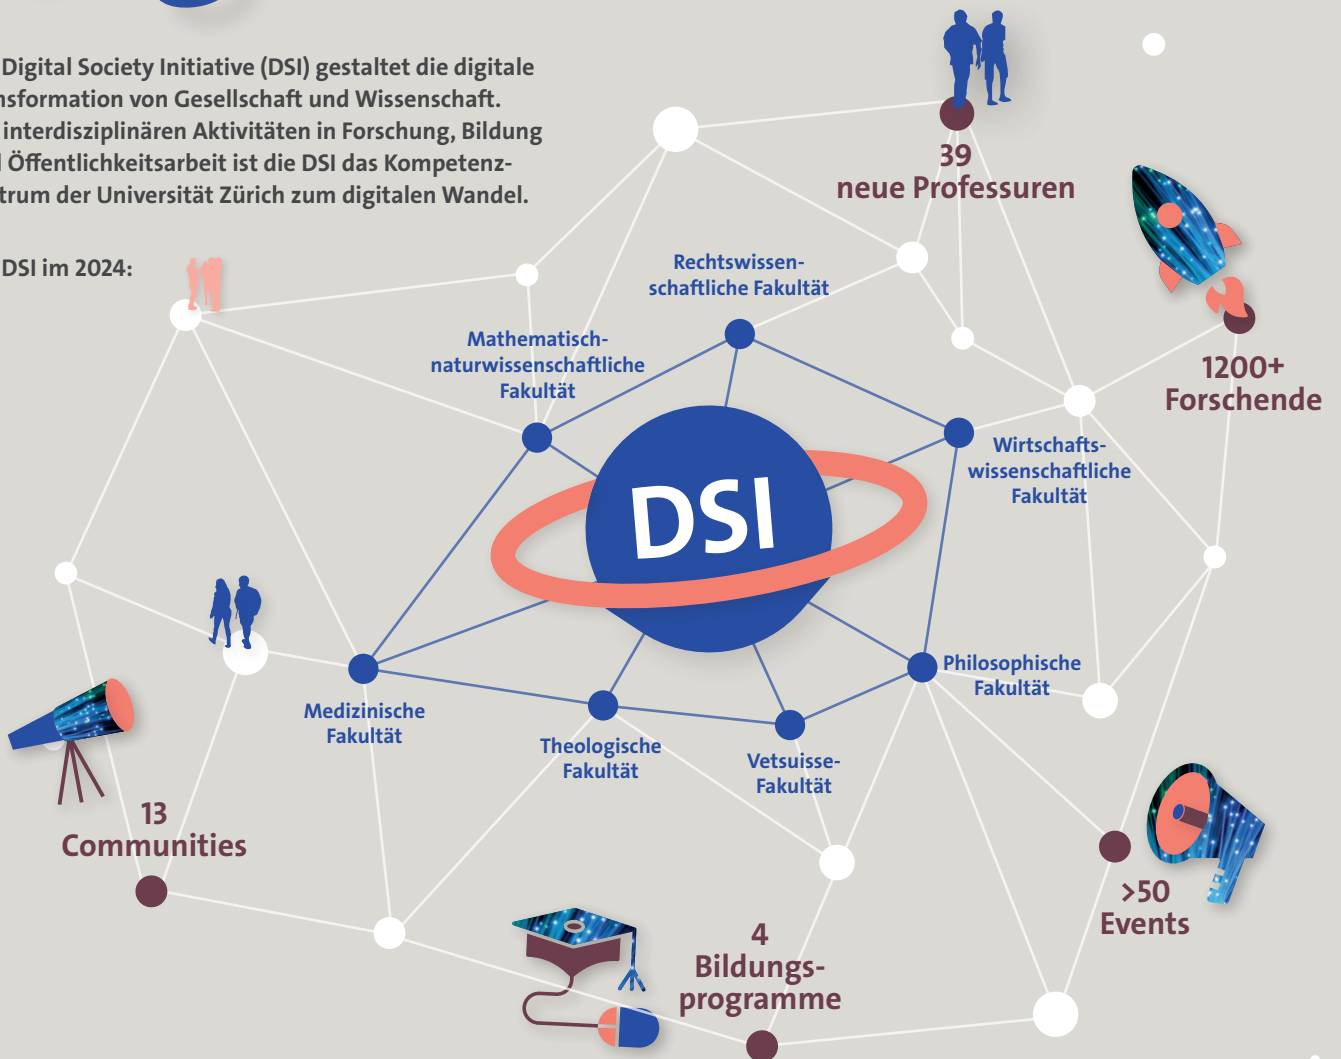 Digital Society Initiative (DSI) gestaltet die digitale
nsformation von Gesellschaft und Wissenschaft.
interdisziplinären Aktivitäten in Forschung, Bildung
Öffentlichkeitsarbeit ist die DSI das Kompetenz-
trum der Universität Zürich zum digitalen Wandel.
DSI im 2024:
39
neue Professuren
1200+
Forschende
Rechtswissen-
schaftliche Fakultät
Mathematisch-
naturwissenschaftliche
Fakultät
Wirtschafts-
wissenschaftliche
Fakultät
DSI
Philosophische
Fakultät
Medizinische
Fakultät
Theologische
Fakultät
Vetsuisse-
Fakultät
13
Communities
>50
Events
4
Bildungs-
programme